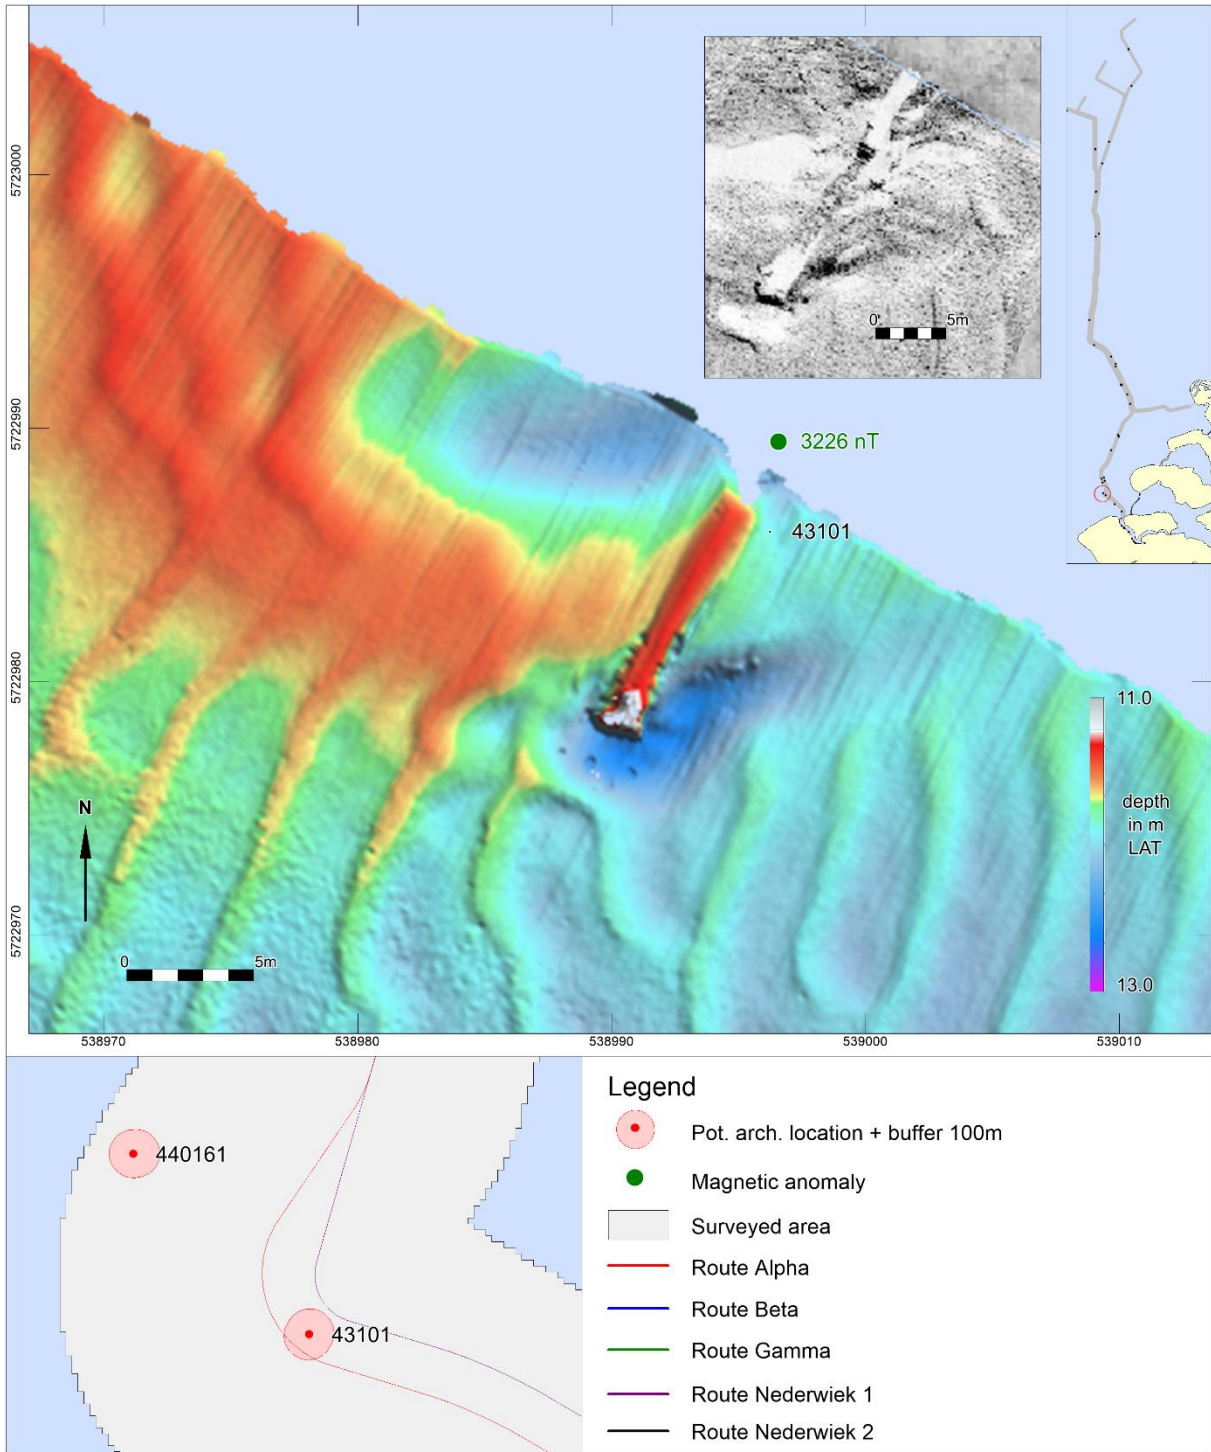 0 5m
5723000
5722990
5722980
5722970
3226 nT
43101
11.0
depth
in m
LAT
13.0
N
0 5m
538970 538980 538990 539000 539010
440161
43101
Legend
Pot. arch. location + buffer 100m
Magnetic anomaly
Surveyed area
Route Alpha
Route Beta
Route Gamma
Route Nederwiek 1
Route Nederwiek 2